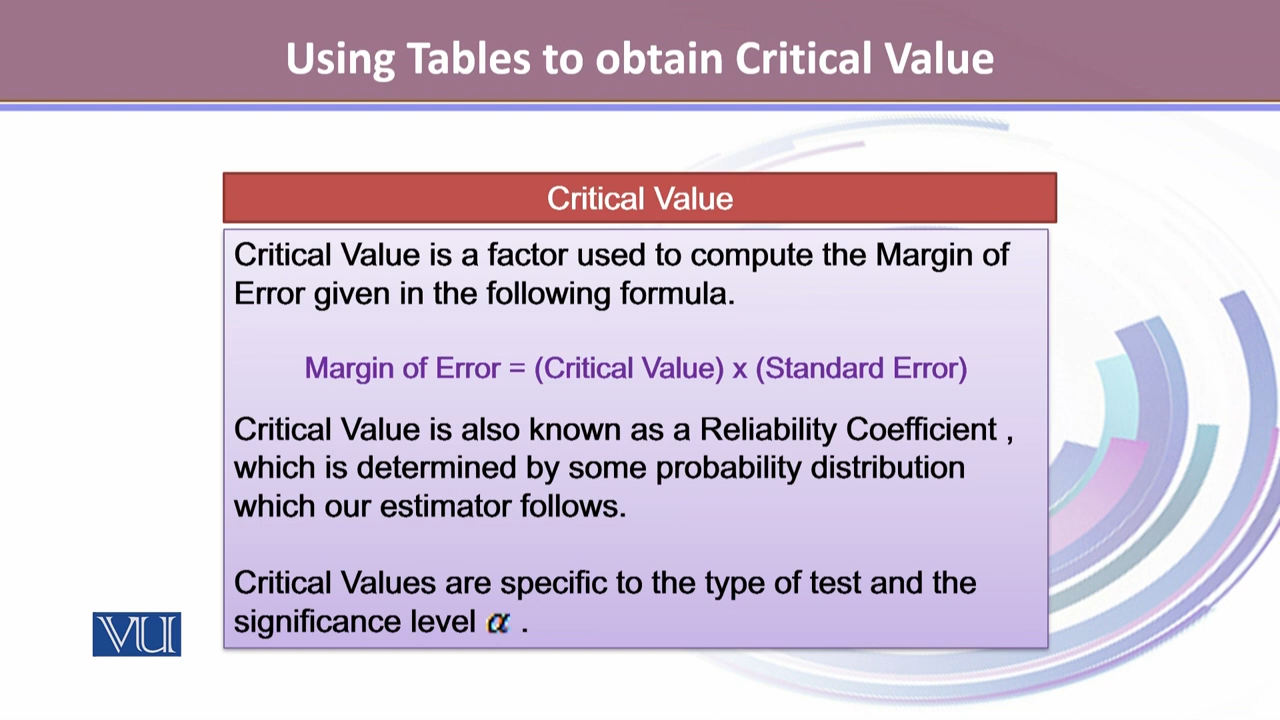 Using Tables to obtain Critical Value
Critical Value
Critical Value is a factor used to compute the Margin of
Error given in the following formula.
Margin of Error = (Critical Value) x (Standard Error)
Critical Value is also known as a Reliability Coefficient ,
which is determined by some probability distribution
which our estimator follows.
Critical Values are specific to the type of test and the
significance level α .
VU